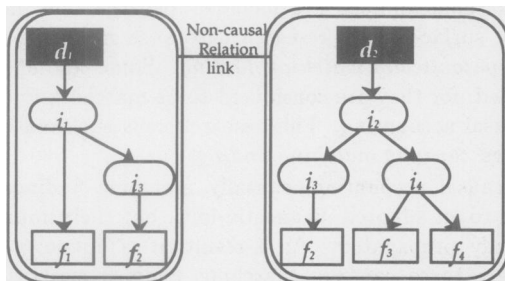 d₁
Non-causal
Relation
link
d₂
i₁
i₂
i₃
i₃
i₄
f₁
f₂
f₂
f₃
f₄